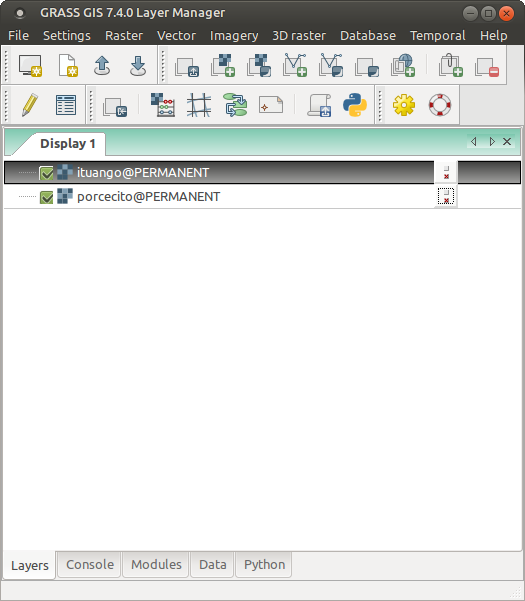 GRASS GIS 7.4.0 Layer Manager
File Settings Raster Vector Imagery 3D raster Database Temporal Help
Display 1
ituango@PERMANENT
porcecito@PERMANENT
Layers Console Modules Data Python